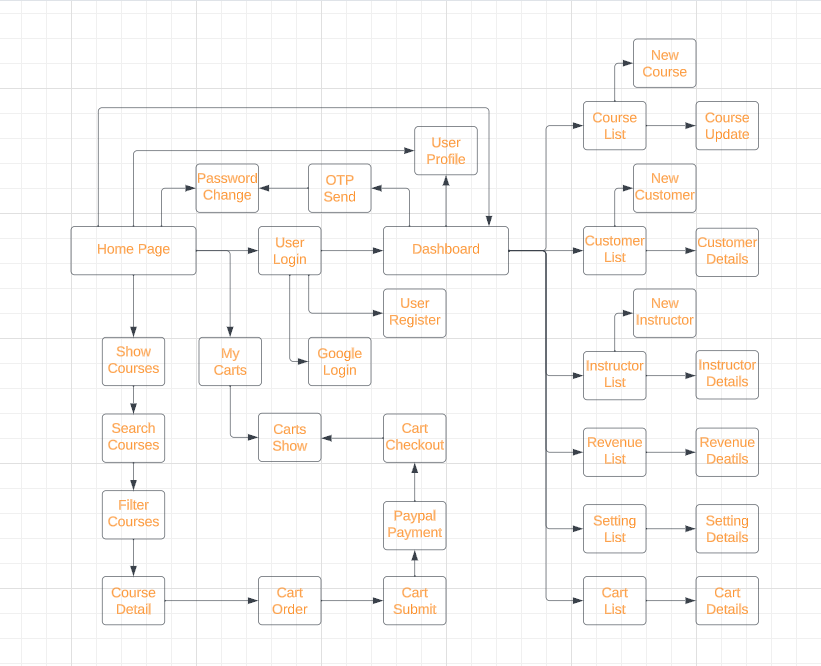 New
Course
Course
List
Course
Update
User
Profile
Password
Change
OTP
Send
New
Customer
Home Page
User
Login
Dashboard
Customer
List
Customer
Details
User
Register
New
Instructor
Show
Courses
My
Carts
Google
Login
Instructor
List
Instructor
Details
Search
Courses
Carts
Show
Cart
Checkout
Revenue
List
Revenue
Deatils
Filter
Courses
Paypal
Payment
Setting
List
Setting
Details
Course
Detail
Cart
Order
Cart
Submit
Cart
List
Cart
Details